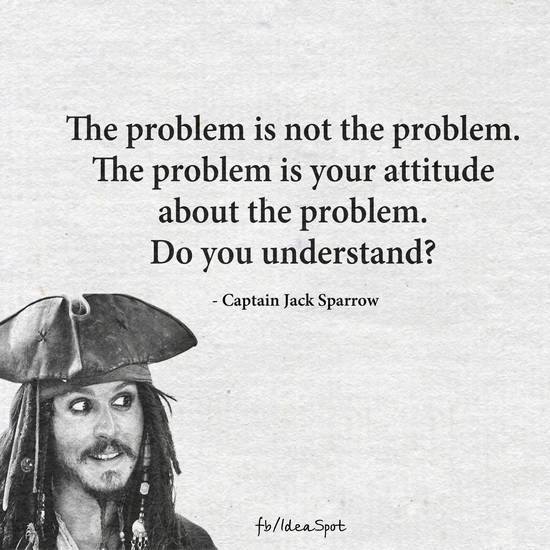 The problem is not the problem.
The problem is your attitude
about the problem.
Do you understand?
- Captain Jack Sparrow
fb/IdeaSpot